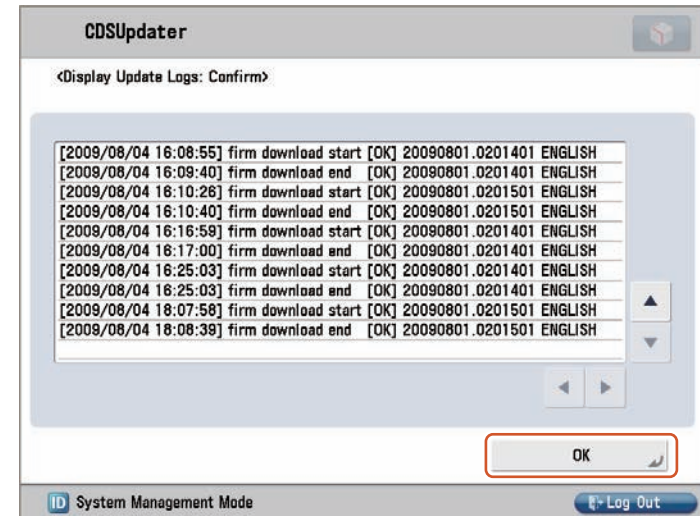 CDSUpdater
<Display Update Logs: Confirm>
[2009/08/04 16:08:55] firm download start [OK] 20090801.0201401 ENGLISH
[2009/08/04 16:09:40] firm download end [OK] 20090801.0201401 ENGLISH
[2009/08/04 16:10:26] firm download start [OK] 20090801.0201501 ENGLISH
[2009/08/04 16:10:40] firm download end [OK] 20090801.0201501 ENGLISH
[2009/08/04 16:16:59] firm download start [OK] 20090801.0201401 ENGLISH
[2009/08/04 16:17:00] firm download end [OK] 20090801.0201401 ENGLISH
[2009/08/04 16:25:03] firm download start [OK] 20090801.0201501 ENGLISH
[2009/08/04 16:25:03] firm download end [OK] 20090801.0201501 ENGLISH
[2009/08/04 18:07:58] firm download start [OK] 20090801.0201501 ENGLISH
[2009/08/04 18:08:39] firm download end [OK] 20090801.0201501 ENGLISH
OK
ID System Management Mode
Log Out